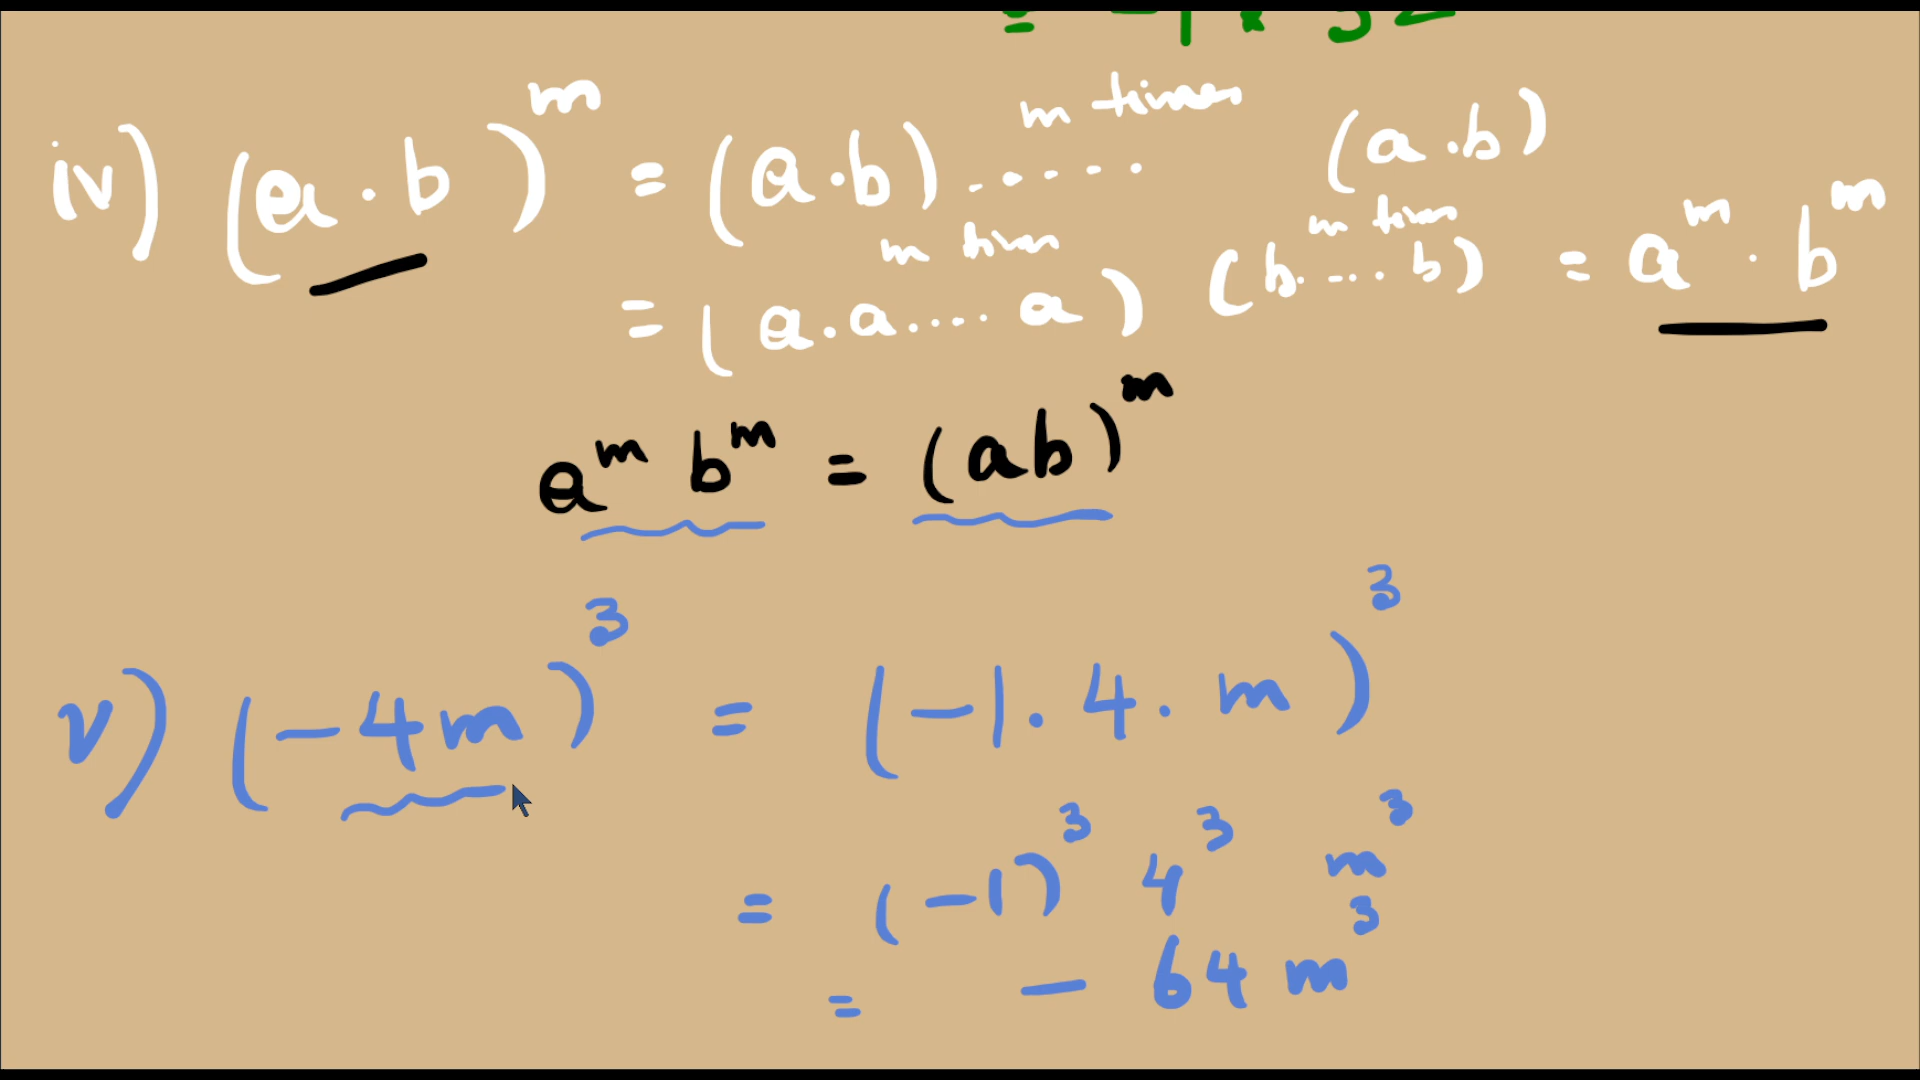 iv) (a · b)^m = (a·b) ..... m times (a·b)
= (a.a.... a) m times (b. ... b) m times = a^m · b^m
a^m b^m = (ab)^m
v) (-4m)^3 = (-1 . 4 . m)^3
= (-1)^3 4^3 m^3
= - 64 m^3